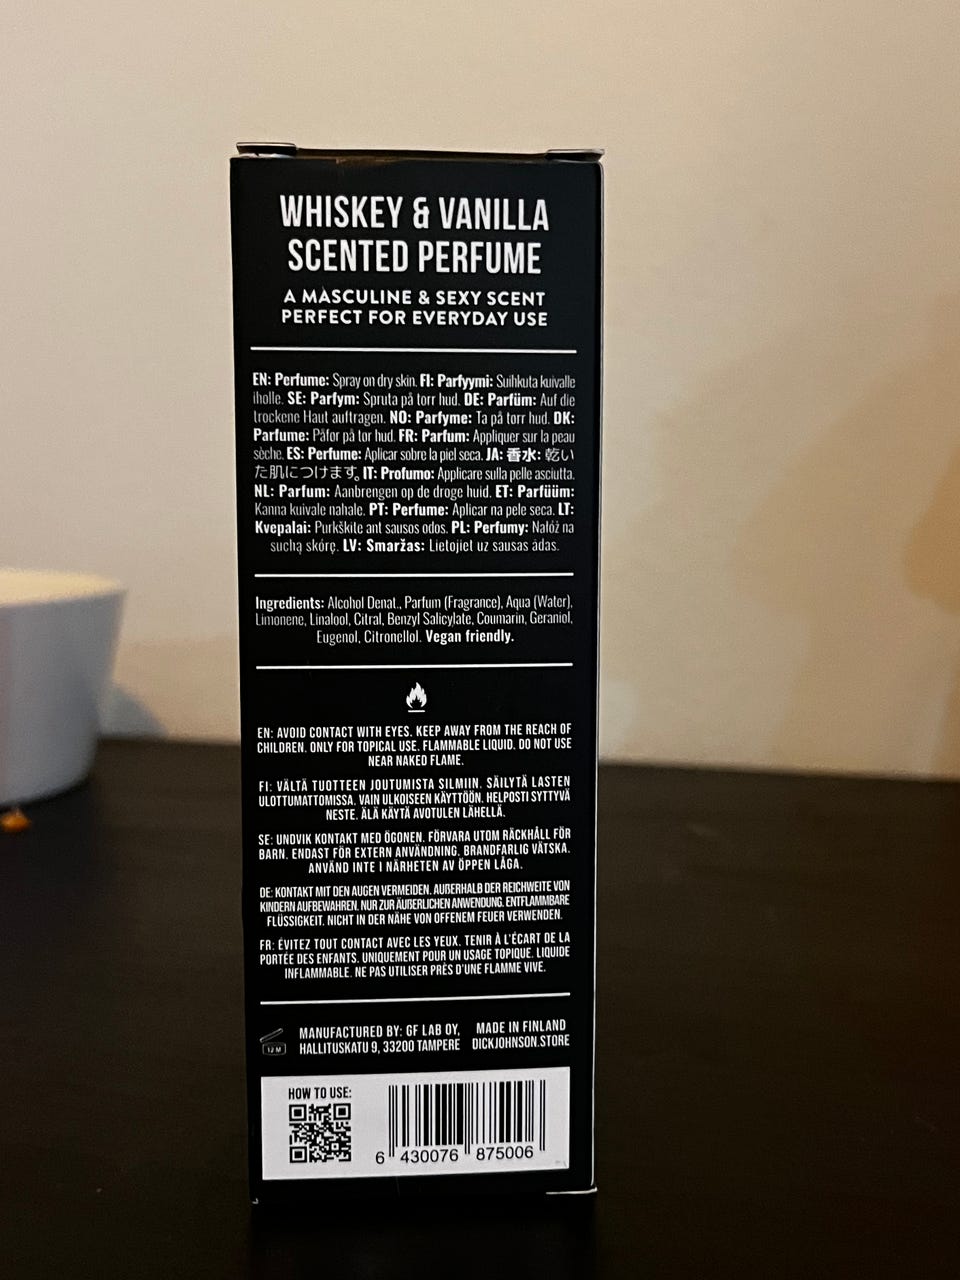 WHISKEY & VANILLA
SCENTED PERFUME
A MASCULINE & SEXY SCENT
PERFECT FOR EVERYDAY USE
EN: Perfume: Spray on dry skin. FI: Parfyymi: Suihkuta kuivalle
iholle. SE: Parfym: Spruta på torr hud. DE: Parfüm: Auf die
trockene Haut auftragen. NO: Parfyme: Ta på torr hud. DK:
Parfume: Påfor på tor hud. FR: Parfum: Appliquer sur la peau
sèche. ES: Perfume: Aplicar sobre la piel seca. JA: 香水: 乾い
た肌につけます。IT: Profumo: Applicare sulla pelle asciutta.
NL: Parfum: Aanbrengen op de droge huid. ET: Parfüüm:
Kanna kuivale nahale. PT: Perfume: Aplicar na pele seca. LT:
Kvepalai: Purkškite ant sausos odos. PL: Perfumy: Nałóż na
suchą skórę. LV: Smaržas: Lietojiet uz sausas ādas.
Ingredients: Alcohol Denat., Parfum (Fragrance), Aqua (Water),
Limonene, Linalool, Citral, Benzyl Salicylate, Coumarin, Geraniol,
Eugenol, Citronellol. Vegan friendly.
EN: AVOID CONTACT WITH EYES. KEEP AWAY FROM THE REACH OF
CHILDREN. ONLY FOR TOPICAL USE. FLAMMABLE LIQUID. DO NOT USE
NEAR NAKED FLAME.
FI: VÄLTÄ TUOTTEEN JOUTUMISTA SILMIIN. SÄILYTÄ LASTEN
ULOTTUMATTOMISSA. VAIN ULKOISEEN KÄYTTÖÖN. HELPOSTI SYTTYVÄ
NESTE. ÄLÄ KÄYTÄ AVOTULEN LÄHELLÄ.
SE: UNDVIK KONTAKT MED ÖGONEN. FÖRVARA UTOM RÄCKHÅLL FÖR
BARN. ENDAST FÖR EXTERN ANVÄNDNING. BRANDFARLIG VÄTSKA.
ANVÄND INTE I NÄRHETEN AV ÖPPEN LÅGA.
DE: KONTAKT MIT DEN AUGEN VERMEIDEN. AUßERHALB DER REICHWEITE VON
KINDERN AUFBEWAHREN. NUR ZUR ÄUßERLICHEN ANWENDUNG. ENTFLAMMBARE
FLÜSSIGKEIT. NICHT IN DER NÄHE VON OFFENEM FEUER VERWENDEN.
FR: ÉVITEZ TOUT CONTACT AVEC LES YEUX. TENIR À L'ÉCART DE LA
PORTÉE DES ENFANTS. UNIQUEMENT POUR UN USAGE TOPIQUE. LIQUIDE
INFLAMMABLE. NE PAS UTILISER PRÈS D'UNE FLAMME VIVE.
12 M
MANUFACTURED BY: GF LAB OY,
HALLITUSKATU 9, 33200 TAMPERE
MADE IN FINLAND
DICKJOHNSON.STORE
HOW TO USE:
6 430076 875006